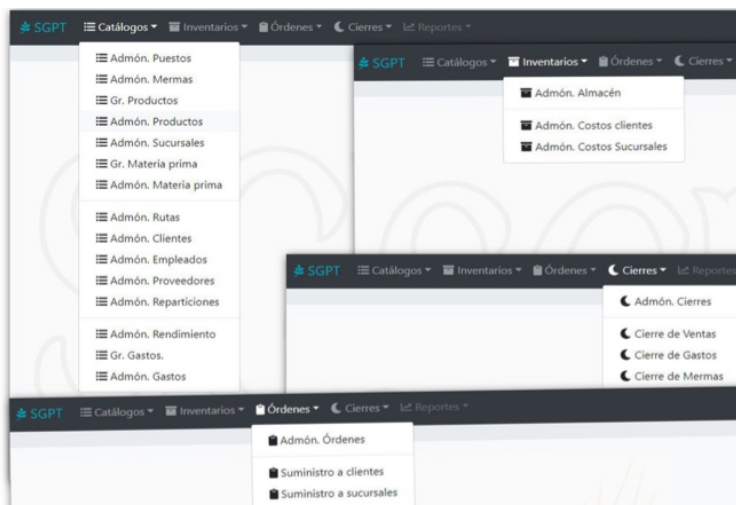 SGPT Catálogos Inventarios Órdenes Cierres Reportes
Admón. Puestos
Admón. Mermas
Gr. Productos
Admón. Productos
Admón. Sucursales
Gr. Materia prima
Admón. Materia prima
Admón. Rutas
Admón. Clientes
Admón. Empleados
Admón. Proveedores
Admón. Reparticiones
Admón. Rendimiento
Gr. Gastos.
Admón. Gastos
SGPT Catálogos Inventarios Órdenes Cierres
Admón. Almacén
Admón. Costos clientes
Admón. Costos Sucursales
SGPT Catálogos Inventarios Órdenes Cierres Reportes
Admón. Cierres
Cierre de Ventas
Cierre de Gastos
Cierre de Mermas
SGPT Catálogos Inventarios Órdenes Cierres Reportes
Admón. Órdenes
Suministro a clientes
Suministro a sucursales